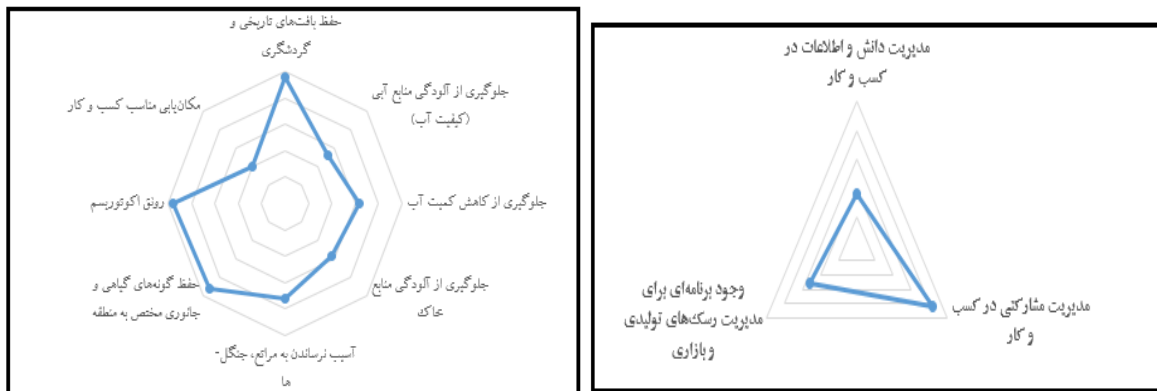 حفظ بافت‌های تاریخی و
گردشگری
جلوگیری از آلودگی منابع آبی
(کیفیت آب)
جلوگیری از کاهش کمیت آب
جلوگیری از آلودگی منابع
خاک
آسیب نرساندن به مراتع، جنگل-
ها
حفظ گونه‌های گیاهی و
جانوری مختص به منطقه
رونق اکوتوریسم
مکان‌یابی مناسب کسب و کار
مدیریت دانش و اطلاعات در
کسب و کار
مدیریت مشارکتی در کسب
و کار
وجود برنامه‌ای برای
مدیریت رسک‌های تولیدی
و بازاری